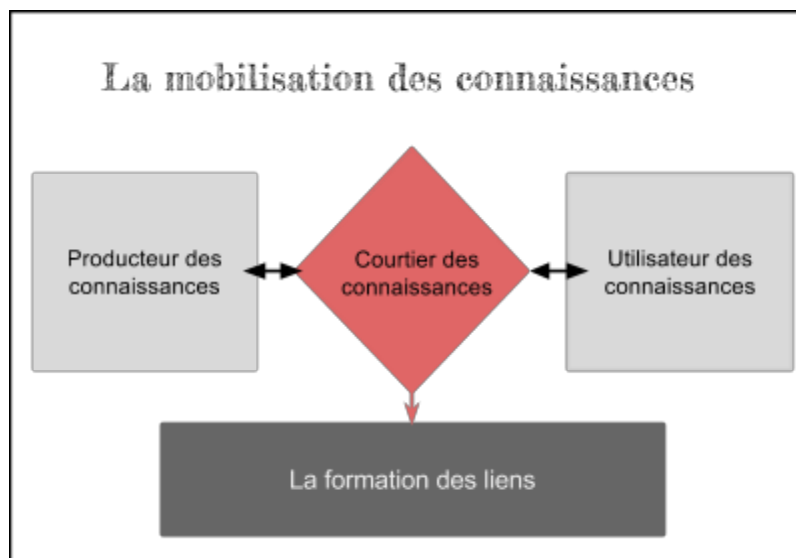 La mobilisation des connaissances
Producteur des
connaissances
Courtier des
connaissances
Utilisateur des
connaissances
La formation des liens